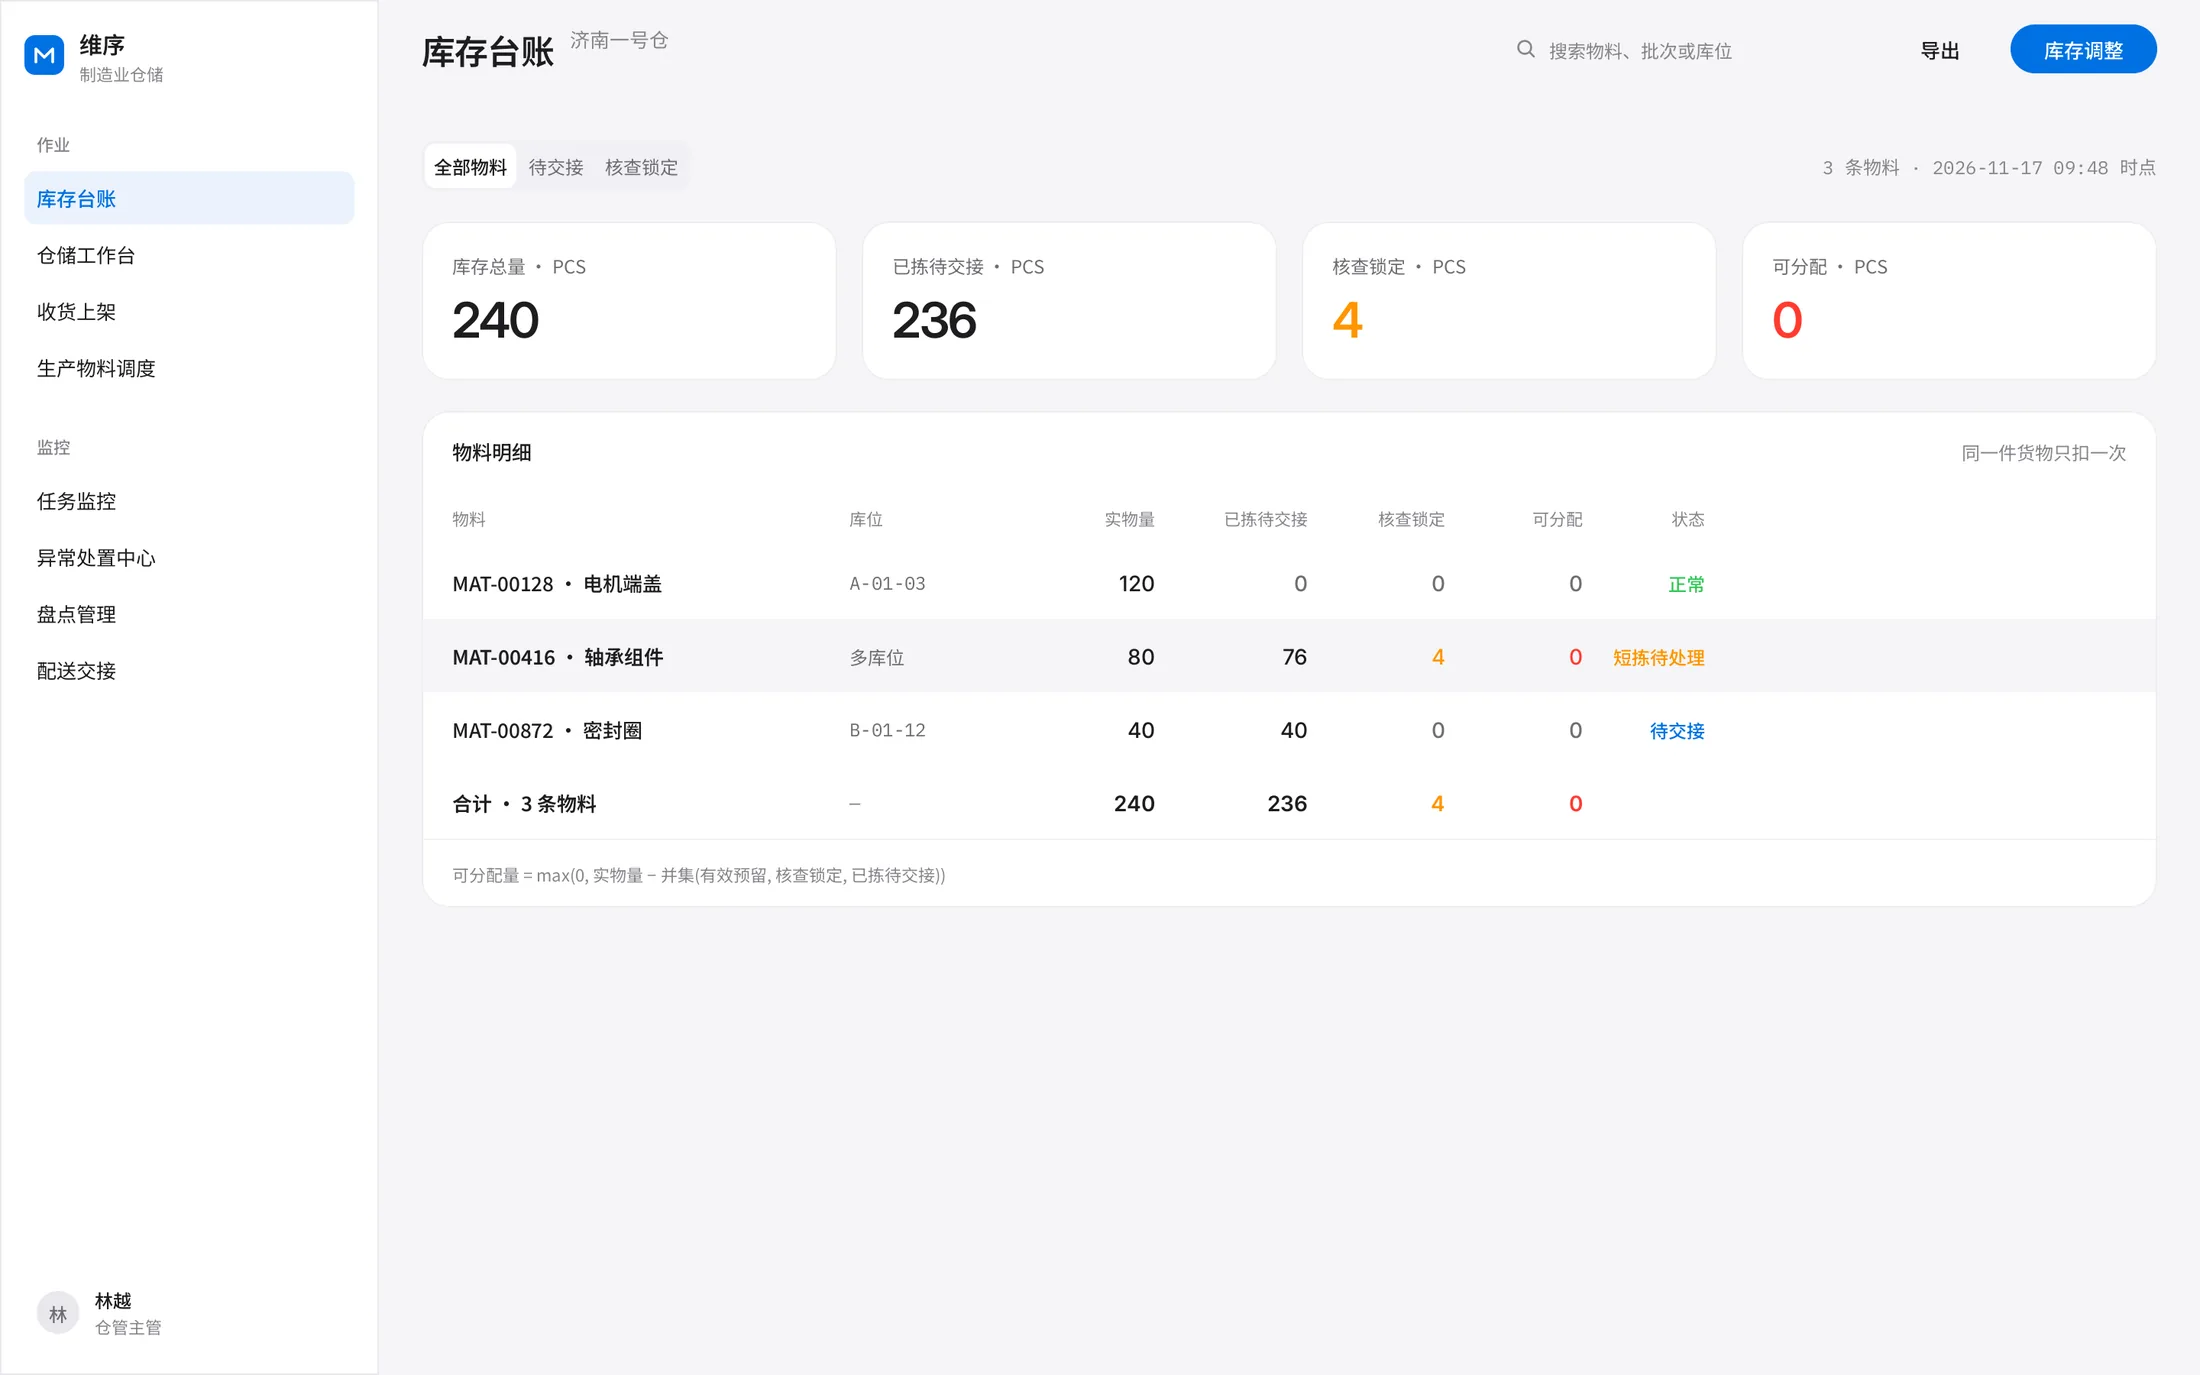 维序
制造业仓储
作业
库存台账
仓储工作台
收货上架
生产物料调度
监控
任务监控
异常处置中心
盘点管理
配送交接
林 林越
仓管主管
库存台账 济南一号仓
搜索物料、批次或库位 导出 库存调整
全部物料 待交接 核查锁定 3 条物料 · 2026-11-17 09:48 时点
库存总量 · PCS
240
已拣待交接 · PCS
236
核查锁定 · PCS
4
可分配 · PCS
0
物料明细 同一件货物只扣一次
物料 库位 实物量 已拣待交接 核查锁定 可分配 状态
MAT-00128 · 电机端盖 A-01-03 120 0 0 0 正常
MAT-00416 · 轴承组件 多库位 80 76 4 0 短拣待处理
MAT-00872 · 密封圈 B-01-12 40 40 0 0 待交接
合计 · 3 条物料 — 240 236 4 0
可分配量 = max(0, 实物量 − 并集(有效预留, 核查锁定, 已拣待交接))